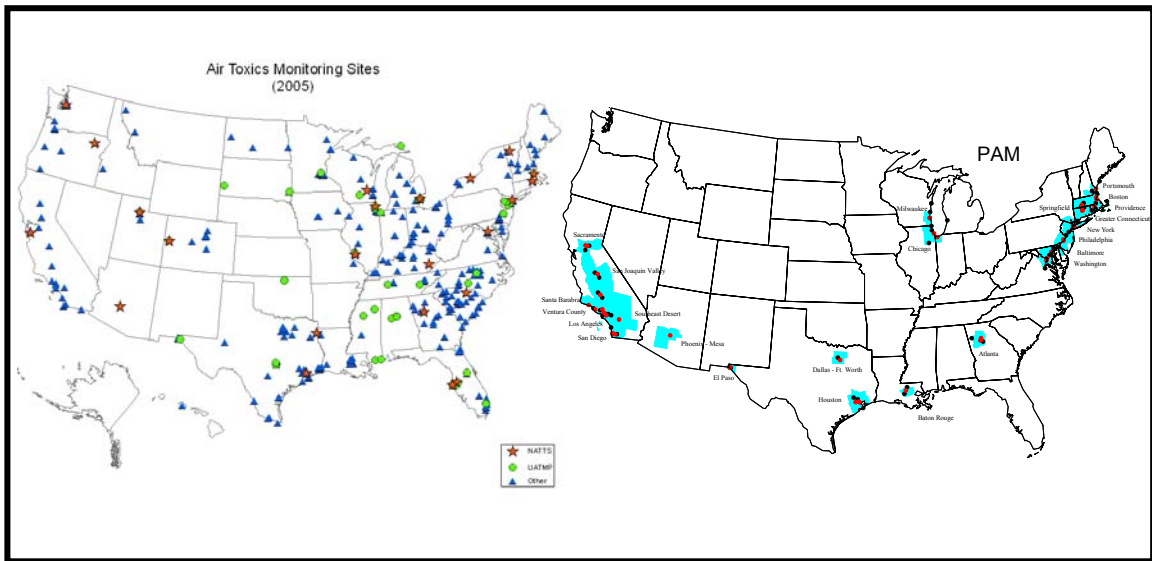 Air Toxics Monitoring Sites
(2005)
NATTS
UATMP
Other
PAM
Portsmouth
Boston
Springfield
Providence
Greater Connecticut
New York
Philadelphia
Baltimore
Washington
Milwaukee
Chicago
Sacramento
San Joaquin Valley
Santa Barabra
Ventura County
Southeast Desert
Los Angeles
San Diego
Phoenix - Mesa
El Paso
Dallas - Ft. Worth
Houston
Baton Rouge
Atlanta